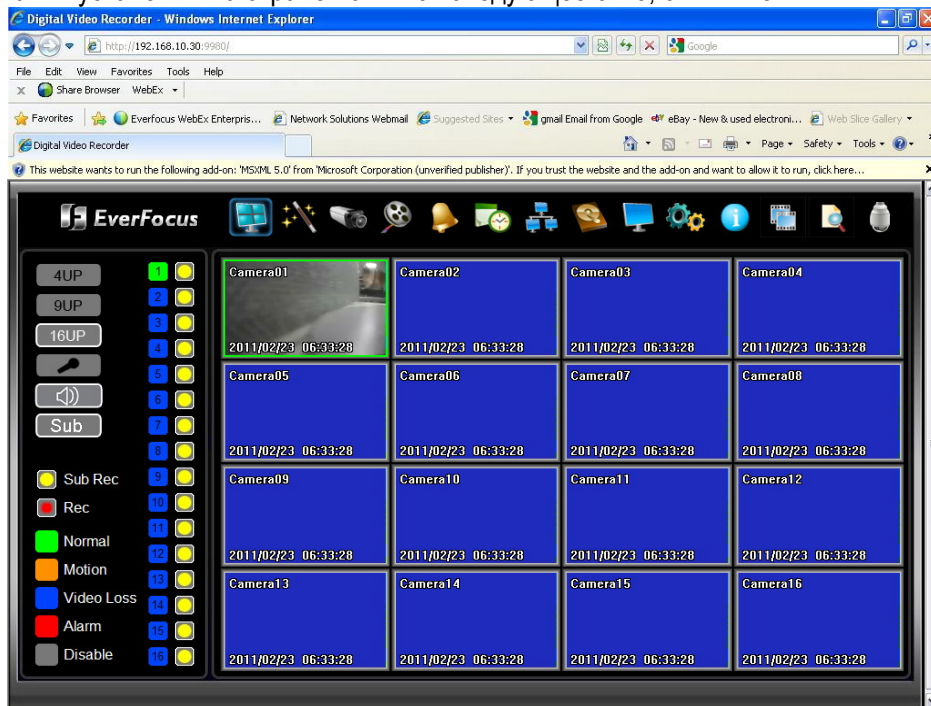 Digital Video Recorder - Windows Internet Explorer
http://192.168.10.30:9980/
Google
File Edit View Favorites Tools Help
x Share Browser WebEx
Favorites Everfocus WebEx Enterpris... Network Solutions Webmail Suggested Sites gmail Email from Google eBay - New & used electroni... Web Slice Gallery
Digital Video Recorder
Page Safety Tools
This website wants to run the following add-on: 'MSXML 5.0' from 'Microsoft Corporation (unverified publisher)'. If you trust the website and the add-on and want to allow it to run, click here...
EverFocus
4UP
9UP
16UP
Sub
Sub Rec
Rec
Normal
Motion
Video Loss
Alarm
Disable
1
2
3
4
5
6
7
8
9
10
11
12
13
14
15
16
Camera01 Camera02 Camera03 Camera04
2011/02/23 06:33:28 2011/02/23 06:33:28 2011/02/23 06:33:28 2011/02/23 06:33:28
Camera05 Camera06 Camera07 Camera08
2011/02/23 06:33:28 2011/02/23 06:33:28 2011/02/23 06:33:28 2011/02/23 06:33:28
Camera09 Camera10 Camera11 Camera12
2011/02/23 06:33:28 2011/02/23 06:33:28 2011/02/23 06:33:28 2011/02/23 06:33:28
Camera13 Camera14 Camera15 Camera16
2011/02/23 06:33:28 2011/02/23 06:33:28 2011/02/23 06:33:28 2011/02/23 06:33:28